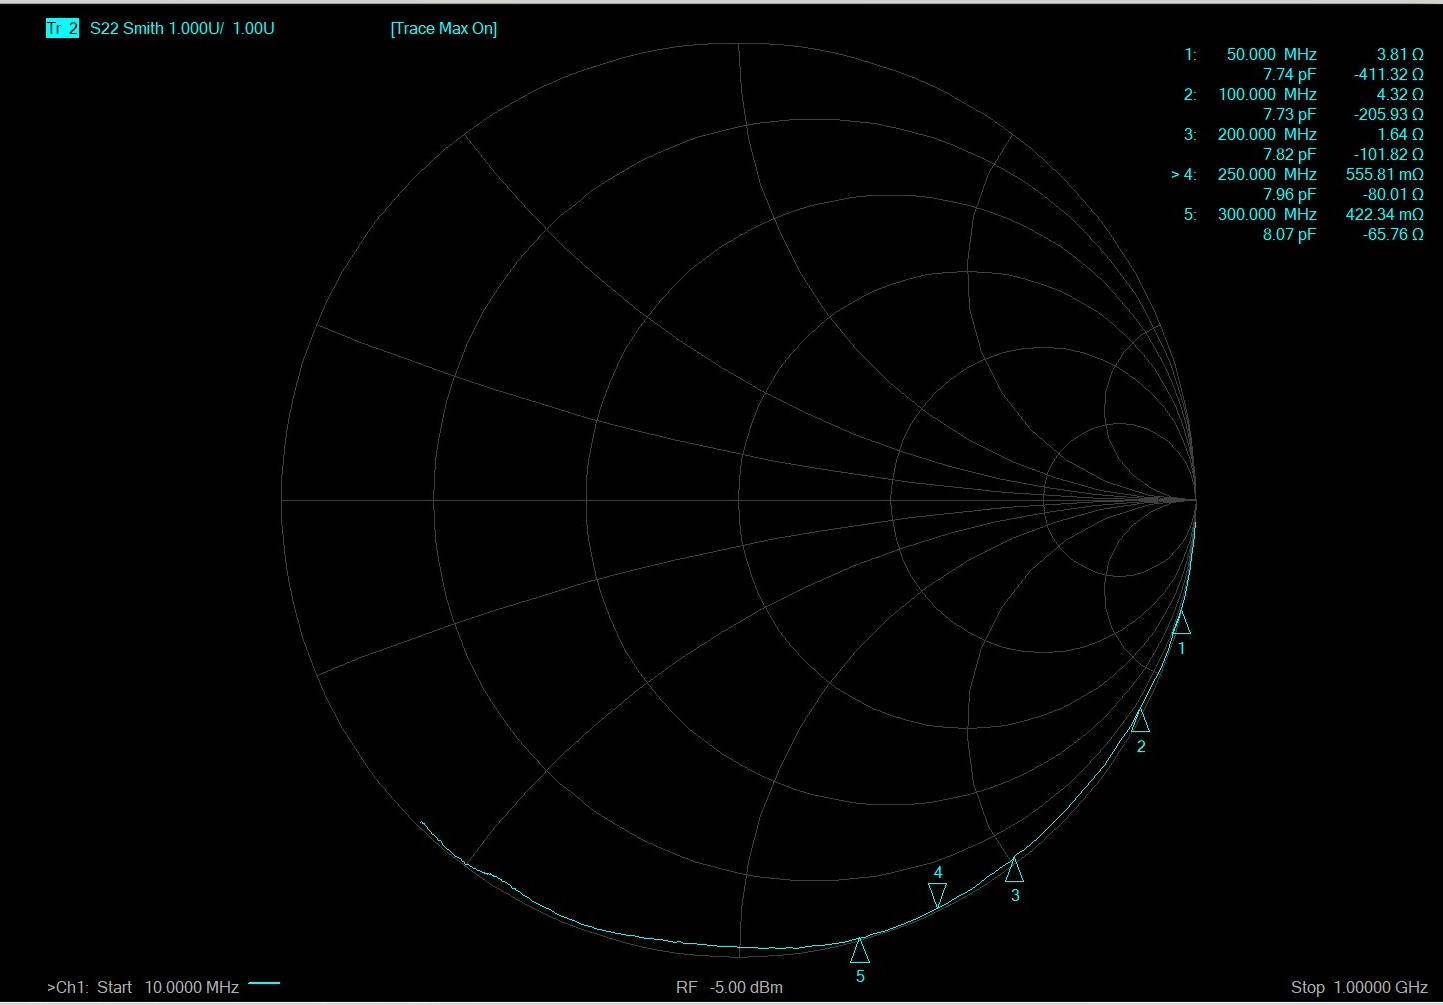 Tr 2 S22 Smith 1.000U/ 1.00U [Trace Max On]
1: 50.000 MHz 3.81 Ω
7.74 pF -411.32 Ω
2: 100.000 MHz 4.32 Ω
7.73 pF -205.93 Ω
3: 200.000 MHz 1.64 Ω
7.82 pF -101.82 Ω
> 4: 250.000 MHz 555.81 mΩ
7.96 pF -80.01 Ω
5: 300.000 MHz 422.34 mΩ
8.07 pF -65.76 Ω
1
2
4
3
5
>Ch1: Start 10.0000 MHz RF -5.00 dBm Stop 1.00000 GHz